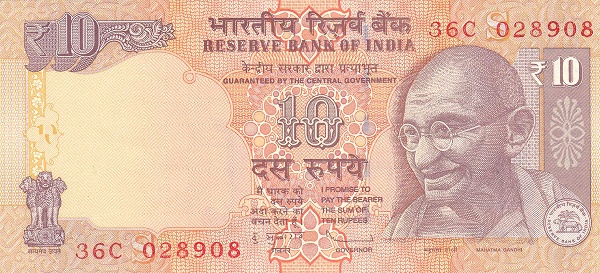 ₹10
भारतीय रिज़र्व बैंक
36C 028908
RESERVE BANK OF INDIA
केन्द्रीय सरकार द्वारा प्रत्याभूत
GUARANTEED BY THE CENTRAL GOVERNMENT
₹10
10
दस रुपये
मैं धारक को
दस रुपये
अदा करने का
वचन देता हूँ
I PROMISE TO
PAY THE BEARER
THE SUM OF
TEN RUPEES
GOVERNOR
सत्यमेव जयते
36C 028908
महात्मा गांधी
MAHATMA GANDHI